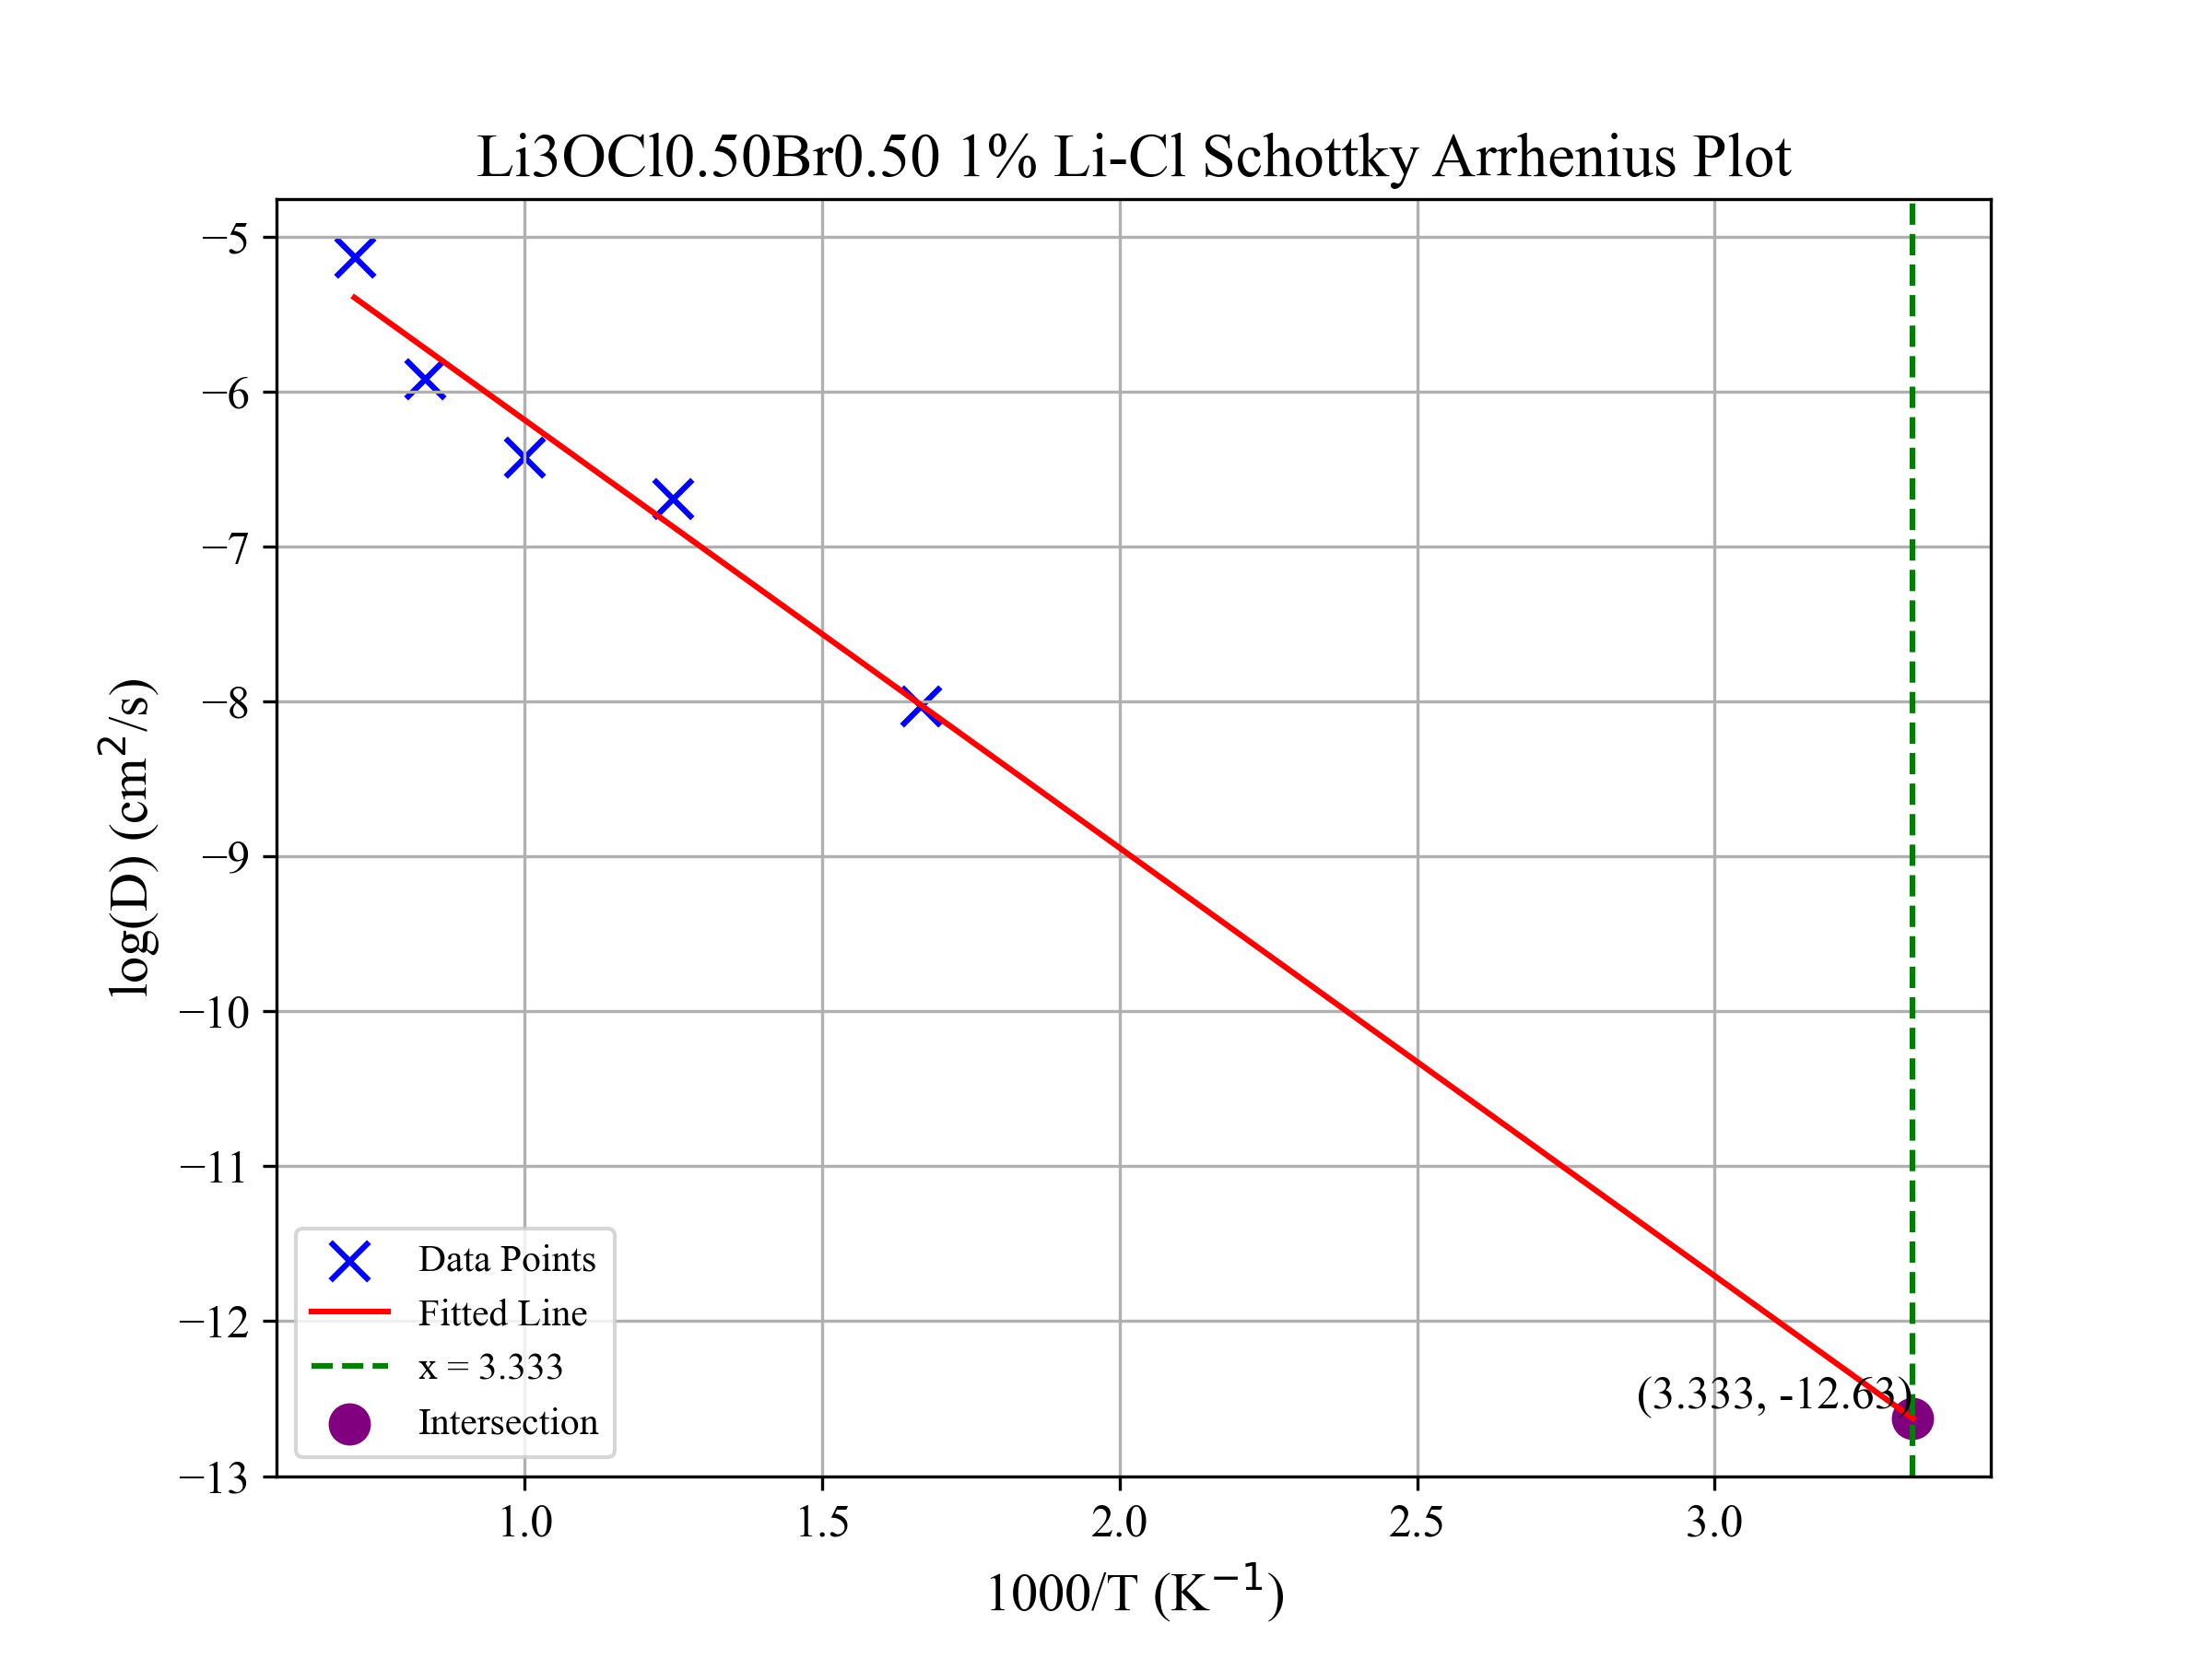 Li3OCl0.50Br0.50 1% Li-Cl Schottky Arrhenius Plot
−5
−6
−7
−8
−9
−10
−11
−12
−13
log(D) (cm²/s)
Data Points
Fitted Line
x = 3.333
Intersection
(3.333, -12.63)
1.0 1.5 2.0 2.5 3.0
1000/T (K⁻¹)